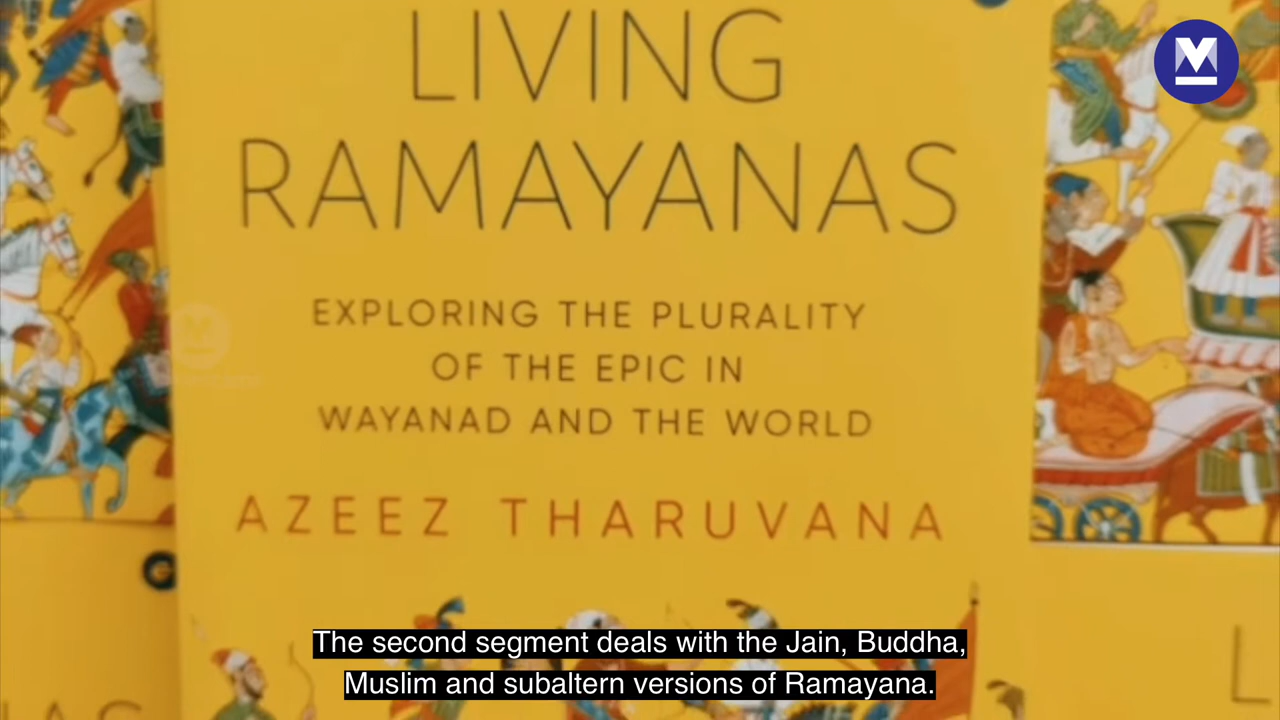 LIVING
RAMAYANAS
EXPLORING THE PLURALITY
OF THE EPIC IN
WAYANAD AND THE WORLD
AZEEZ THARUVANA
The second segment deals with the Jain, Buddha,
Muslim and subaltern versions of Ramayana.